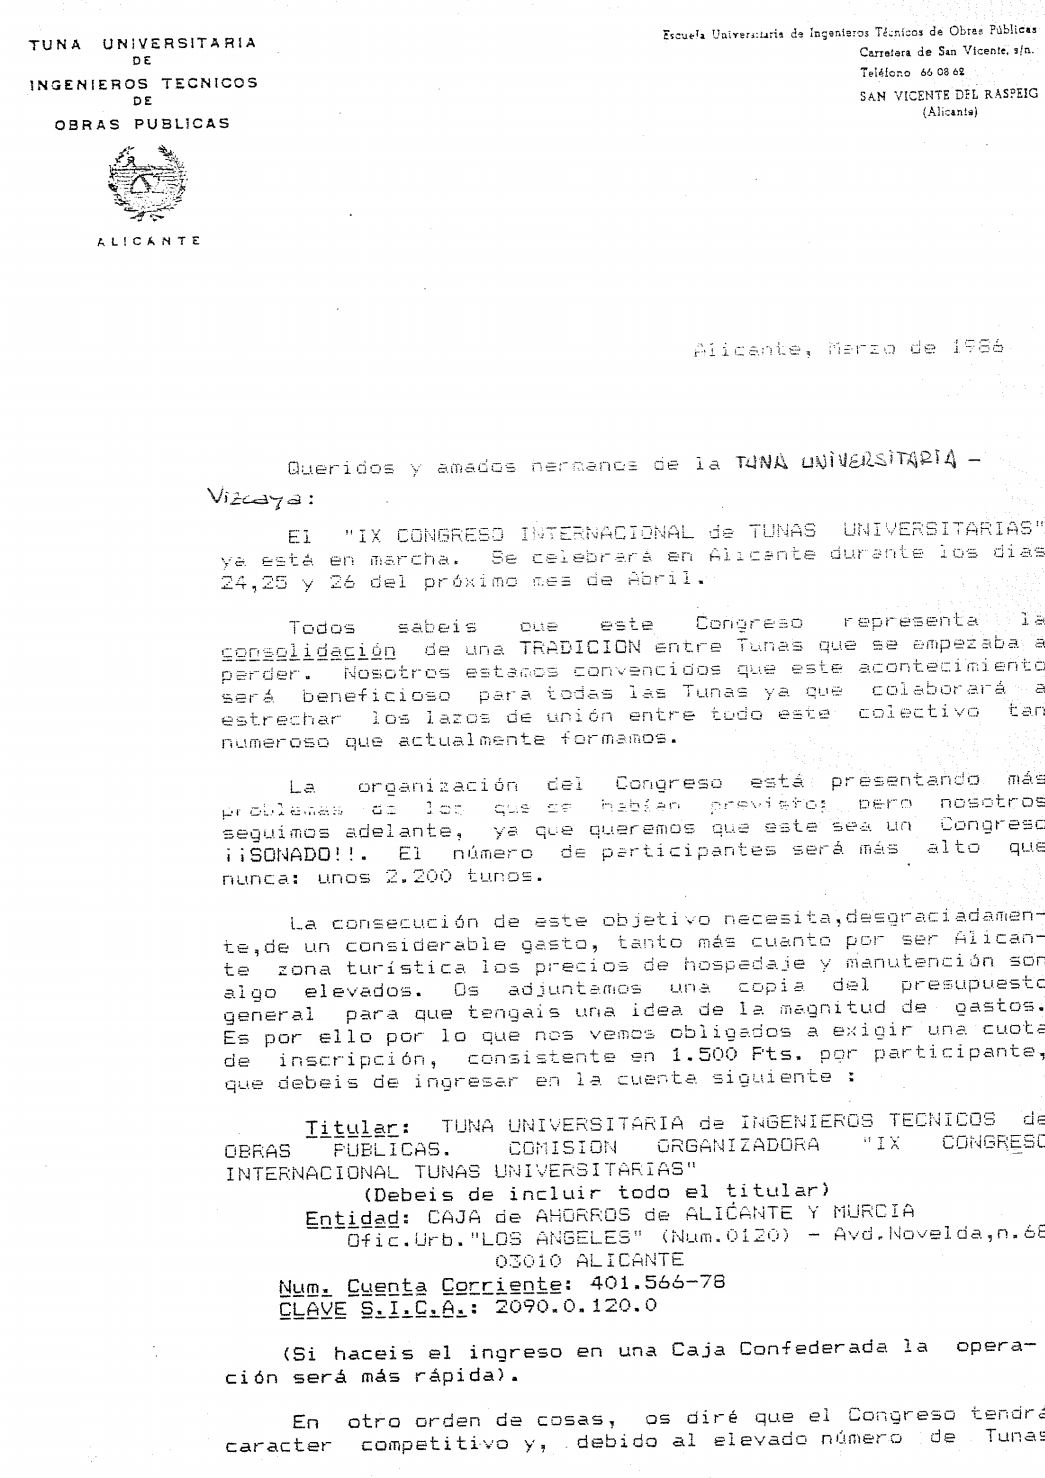 TUNA UNIVERSITARIA
DE
INGENIEROS TECNICOS
DE
OBRAS PUBLICAS
ALICANTE
Escuela Universitaria de Ingenieros Técnicos de Obras Públicas
Carretera de San Vicente, s/n.
Teléfono 66 08 62
SAN VICENTE DEL RASPEIG
(Alicante)
Alicante, Marzo de 1986
Queridos y amados hermanos de la TUNA UNIVERSITARIA -
Vizcaya:
El "IX CONGRESO INTERNACIONAL de TUNAS UNIVERSITARIAS"
ya está en marcha. Se celebrará en Alicante durante los dias
24,25 y 26 del próximo mes de Abril.
Todos sabeis que este Congreso representa la
consolidación de una TRADICION entre Tunas que se empezaba a
perder. Nosotros estamos convencidos que este acontecimiento
será beneficioso para todas las Tunas ya que colaborará a
estrechar los lazos de unión entre todo este colectivo tan
numeroso que actualmente formamos.
La organización del Congreso está presentando más
problemas de los que se habían previsto; pero nosotros
seguimos adelante, ya que queremos que este sea un Congreso
¡¡SONADO!!. El número de participantes será más alto que
nunca: unos 2.200 tunos.
La consecución de este objetivo necesita,desgraciadamen-
te,de un considerable gasto, tanto más cuanto por ser Alican-
te zona turística los precios de hospedaje y manutención son
algo elevados. Os adjuntamos una copia del presupuesto
general para que tengais una idea de la magnitud de gastos.
Es por ello por lo que nos vemos obligados a exigir una cuota
de inscripción, consistente en 1.500 Pts. por participante,
que debeis de ingresar en la cuenta siguiente :
Titular: TUNA UNIVERSITARIA de INGENIEROS TECNICOS de
OBRAS PUBLICAS. COMISION ORGANIZADORA "IX CONGRESO
INTERNACIONAL TUNAS UNIVERSITARIAS"
(Debeis de incluir todo el titular)
Entidad: CAJA de AHORROS de ALICANTE Y MURCIA
Ofic.Urb."LOS ANGELES" (Num.0120) - Avd.Novelda,n.68
03010 ALICANTE
Num. Cuenta Corriente: 401.566-78
CLAVE S.I.C.A.: 2090.0.120.0
(Si haceis el ingreso en una Caja Confederada la opera-
ción será más rápida).
En otro orden de cosas, os diré que el Congreso tendrá
caracter competitivo y, debido al elevado número de Tunas